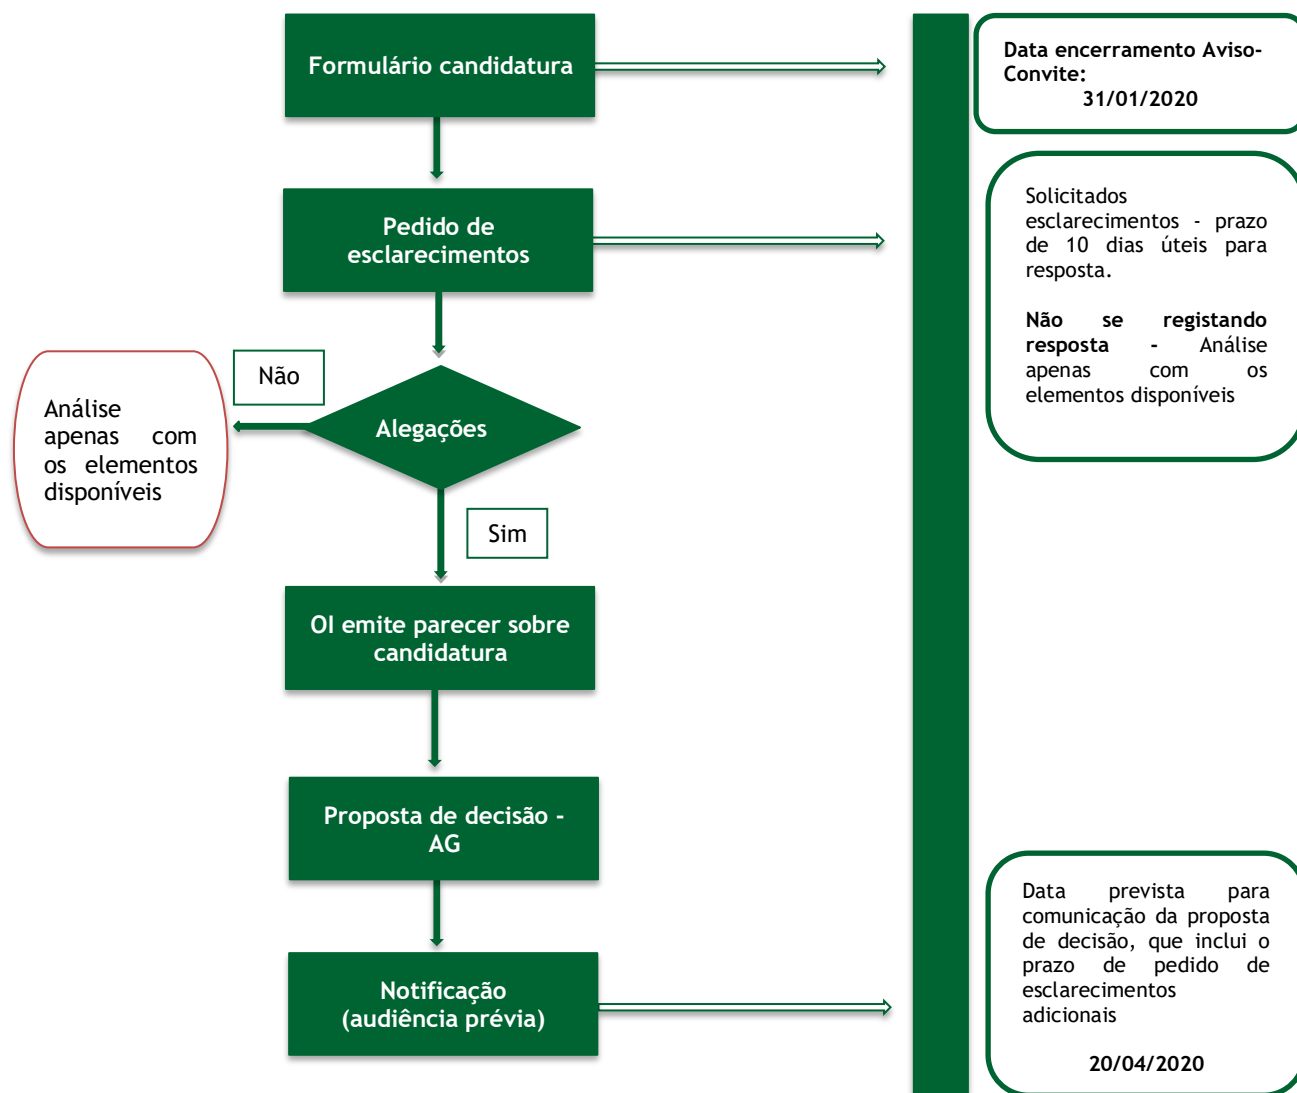 Formulário candidatura
Data encerramento Aviso-
Convite:
31/01/2020
Pedido de
esclarecimentos
Solicitados
esclarecimentos - prazo
de 10 dias úteis para
resposta.
Não se registando
resposta - Análise
apenas com os
elementos disponíveis
Não
Análise
apenas com
os elementos
disponíveis
Alegações
Sim
OI emite parecer sobre
candidatura
Proposta de decisão -
AG
Notificação
(audiência prévia)
Data prevista para
comunicação da proposta
de decisão, que inclui o
prazo de pedido de
esclarecimentos
adicionais
20/04/2020